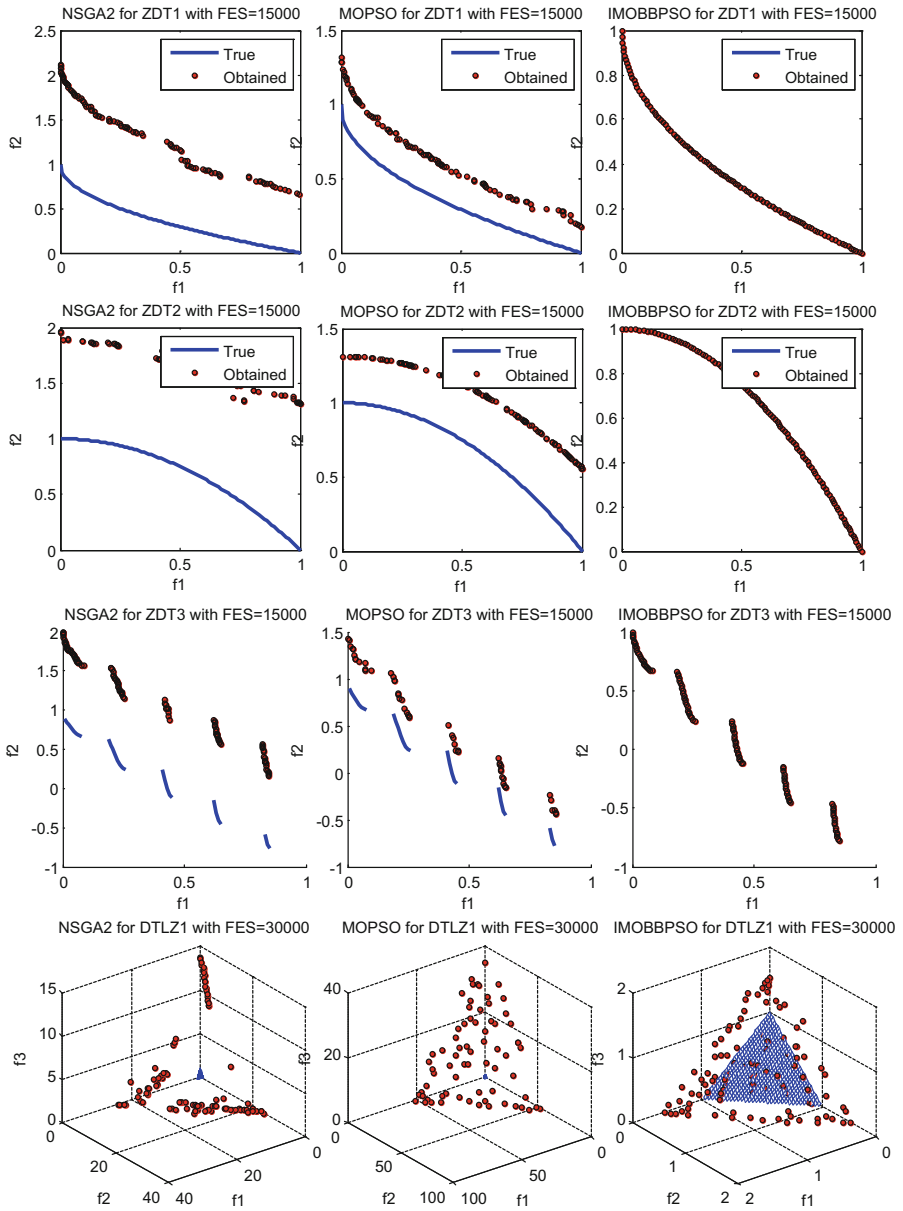 NSGA2 for ZDT1 with FES=15000
2.5
2
1.5
1
0.5
0
0
0.5
1
f1
f2
True
Obtained
MOPSO for ZDT1 with FES=15000
1.5
1
0.5
0
0
0.5
1
f1
f2
True
Obtained
IMOBBPSO for ZDT1 with FES=15000
1
0.8
0.6
0.4
0.2
0
0
0.5
1
f1
f2
True
Obtained
NSGA2 for ZDT2 with FES=15000
2
1.5
1
0.5
0
0
0.5
1
f1
f2
True
Obtained
MOPSO for ZDT2 with FES=15000
1.5
1
0.5
0
0
0.5
1
f1
f2
True
Obtained
IMOBBPSO for ZDT2 with FES=15000
1
0.8
0.6
0.4
0.2
0
0
0.5
1
f1
f2
True
Obtained
NSGA2 for ZDT3 with FES=15000
2
1.5
1
0.5
0
-0.5
-1
0
0.5
1
f1
f2
MOPSO for ZDT3 with FES=15000
1.5
1
0.5
0
-0.5
-1
0
0.5
1
f1
f2
IMOBBPSO for ZDT3 with FES=15000
1
0.5
0
-0.5
-1
0
0.5
1
f1
f2
NSGA2 for DTLZ1 with FES=30000
15
10
5
0
f3
0
20
40
f2
40
20
0
f1
MOPSO for DTLZ1 with FES=30000
40
20
0
f3
0
50
100
f2
100
50
0
f1
IMOBBPSO for DTLZ1 with FES=30000
2
1
0
f3
0
1
2
f2
2
1
0
f1